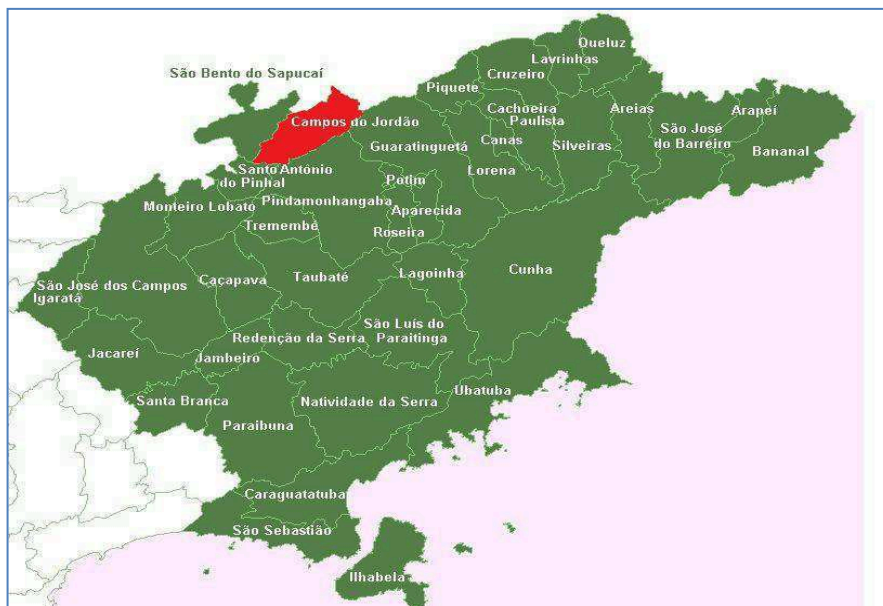 Queluz
Lavrinhas
São Bento do Sapucaí
Cruzeiro
Piquete
Cachoeira
Paulista
Areias
Arapeí
Campos do Jordão
São José
do Barreiro
Guaratinguetá
Canas
Silveiras
Bananal
Lorena
Santo Antônio
do Pinhal
Potim
Pindamonhangaba
Monteiro Lobato
Aparecida
Tremembé
Roseira
São José dos Campos
Caçapava
Taubaté
Lagoinha
Cunha
Igaratá
São Luís do
Paraitinga
Redenção da Serra
Jacareí
Jambeiro
Ubatuba
Santa Branca
Natividade da Serra
Paraibuna
Caraguatatuba
São Sebastião
Ilhabela